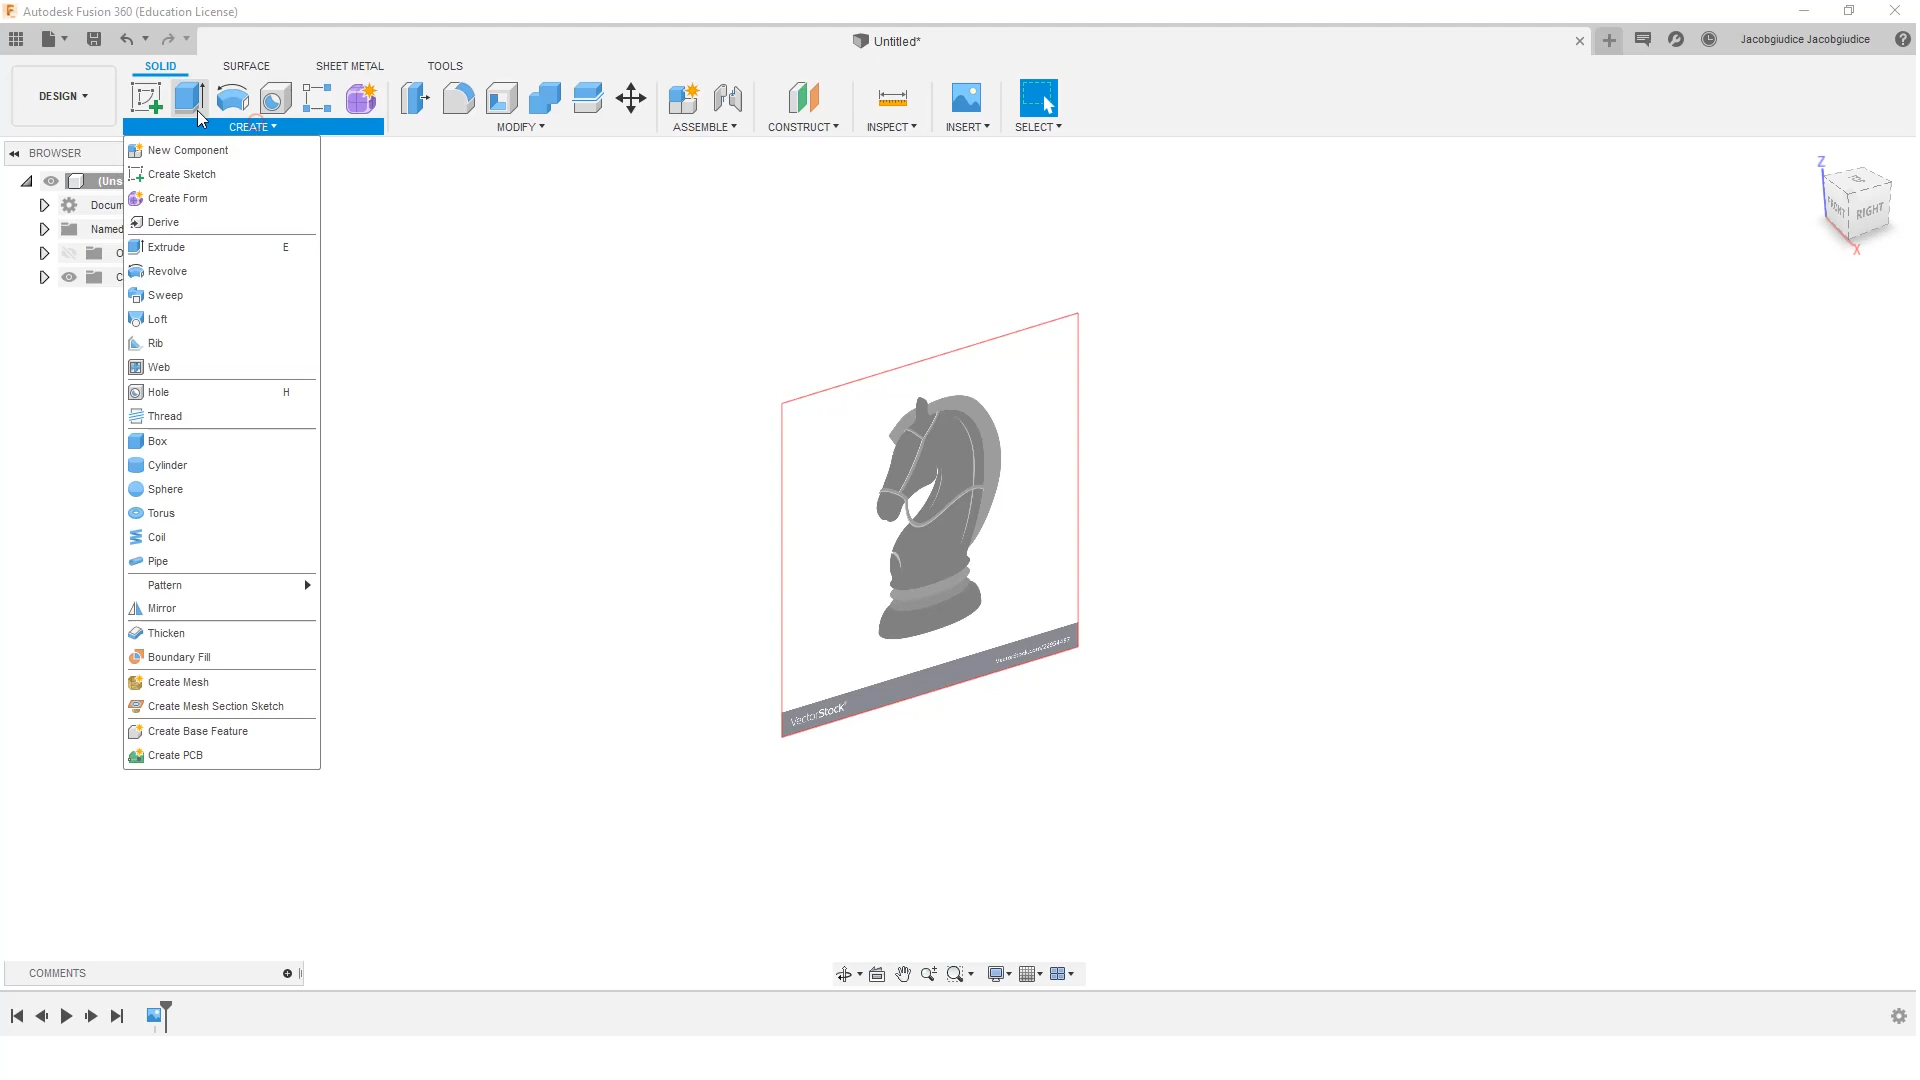 Autodesk Fusion 360 (Education License)
Untitled*
Jacobgiudice Jacobgiudice
SOLID
SURFACE
SHEET METAL
TOOLS
DESIGN
CREATE
MODIFY
ASSEMBLE
CONSTRUCT
INSPECT
INSERT
SELECT
BROWSER
(Uns
Docum
Named
O
C
New Component
Create Sketch
Create Form
Derive
Extrude E
Revolve
Sweep
Loft
Rib
Web
Hole H
Thread
Box
Cylinder
Sphere
Torus
Coil
Pipe
Pattern
Mirror
Thicken
Boundary Fill
Create Mesh
Create Mesh Section Sketch
Create Base Feature
Create PCB
Z
FRONT
RIGHT
X
VectorStock
COMMENTS